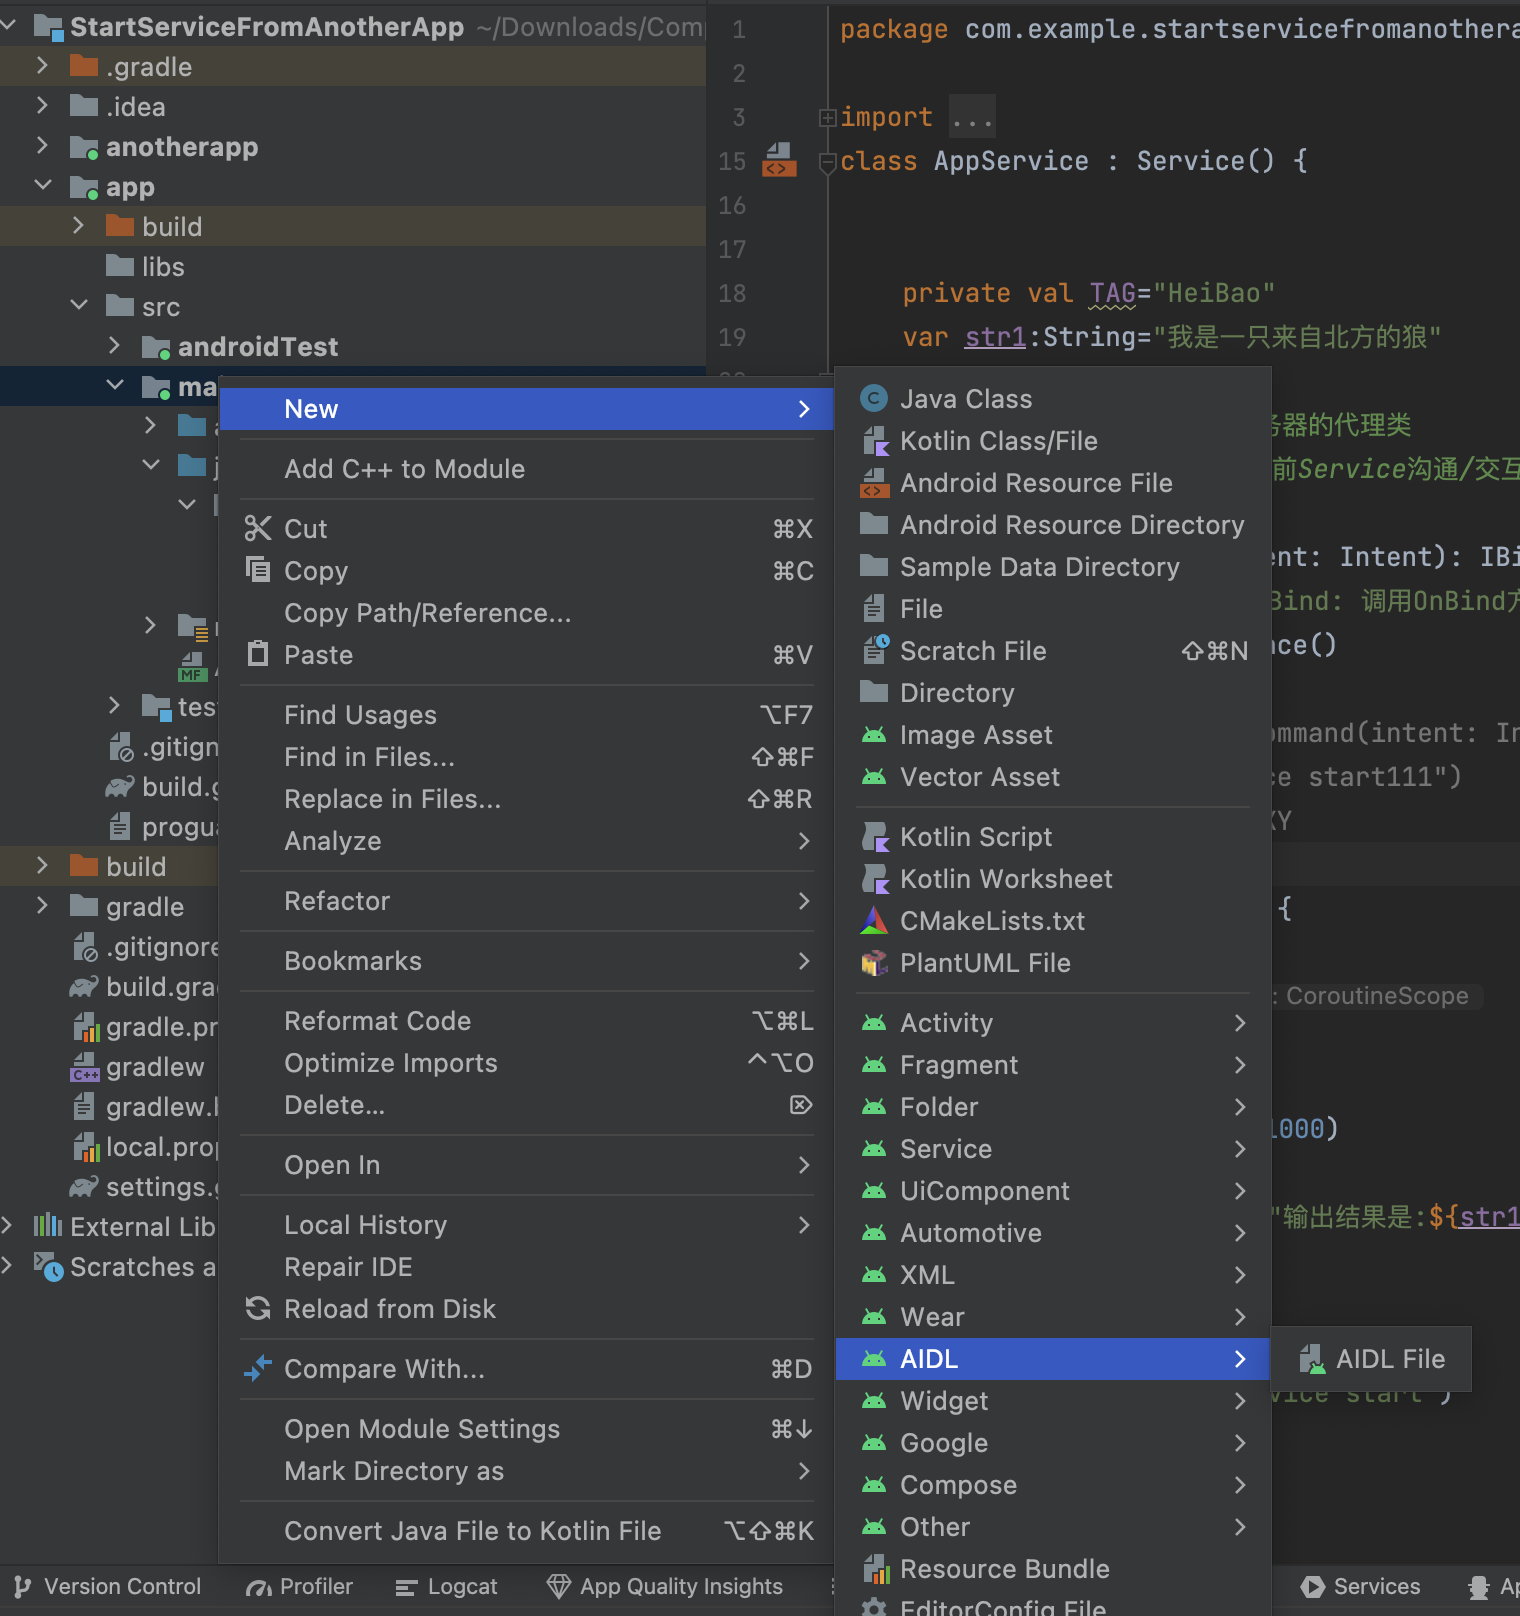 StartServiceFromAnotherApp ~/Downloads/Com
.gradle
.idea
anotherapp
app
build
libs
src
androidTest
ma
tes
.gitign
build.g
progua
build
gradle
.gitignore
build.gra
gradle.pr
gradlew
gradlew.b
local.prop
settings.g
External Lib
Scratches a
New
Add C++ to Module
Cut ⌘X
Copy ⌘C
Copy Path/Reference...
Paste ⌘V
Find Usages ⌥F7
Find in Files... ⇧⌘F
Replace in Files... ⇧⌘R
Analyze
Refactor
Bookmarks
Reformat Code ⌥⌘L
Optimize Imports ^⌥O
Delete... ⌦
Open In
Local History
Repair IDE
Reload from Disk
Compare With... ⌘D
Open Module Settings ⌘↓
Mark Directory as
Convert Java File to Kotlin File ⌥⇧⌘K
Java Class
Kotlin Class/File
Android Resource File
Android Resource Directory
Sample Data Directory
File
Scratch File ⇧⌘N
Directory
Image Asset
Vector Asset
Kotlin Script
Kotlin Worksheet
CMakeLists.txt
PlantUML File
Activity
Fragment
Folder
Service
UiComponent
Automotive
XML
Wear
AIDL
Widget
Google
Compose
Other
Resource Bundle
EditorConfig File
AIDL File
1 package com.example.startservicefromanothera
2
3 import ...
15 class AppService : Service() {
16
17
18 private val TAG="HeiBao"
19 var str1:String="我是一只来自北方的狼"
务器的代理类
前Service沟通/交互
ent: Intent): IBi
Bind: 调用OnBind方
nce()
ommand(intent: In
ce start111")
KY
{
: CoroutineScope
1000)
"输出结果是:${str1
vice start")
Version Control
Profiler
Logcat
App Quality Insights
Services
Ap